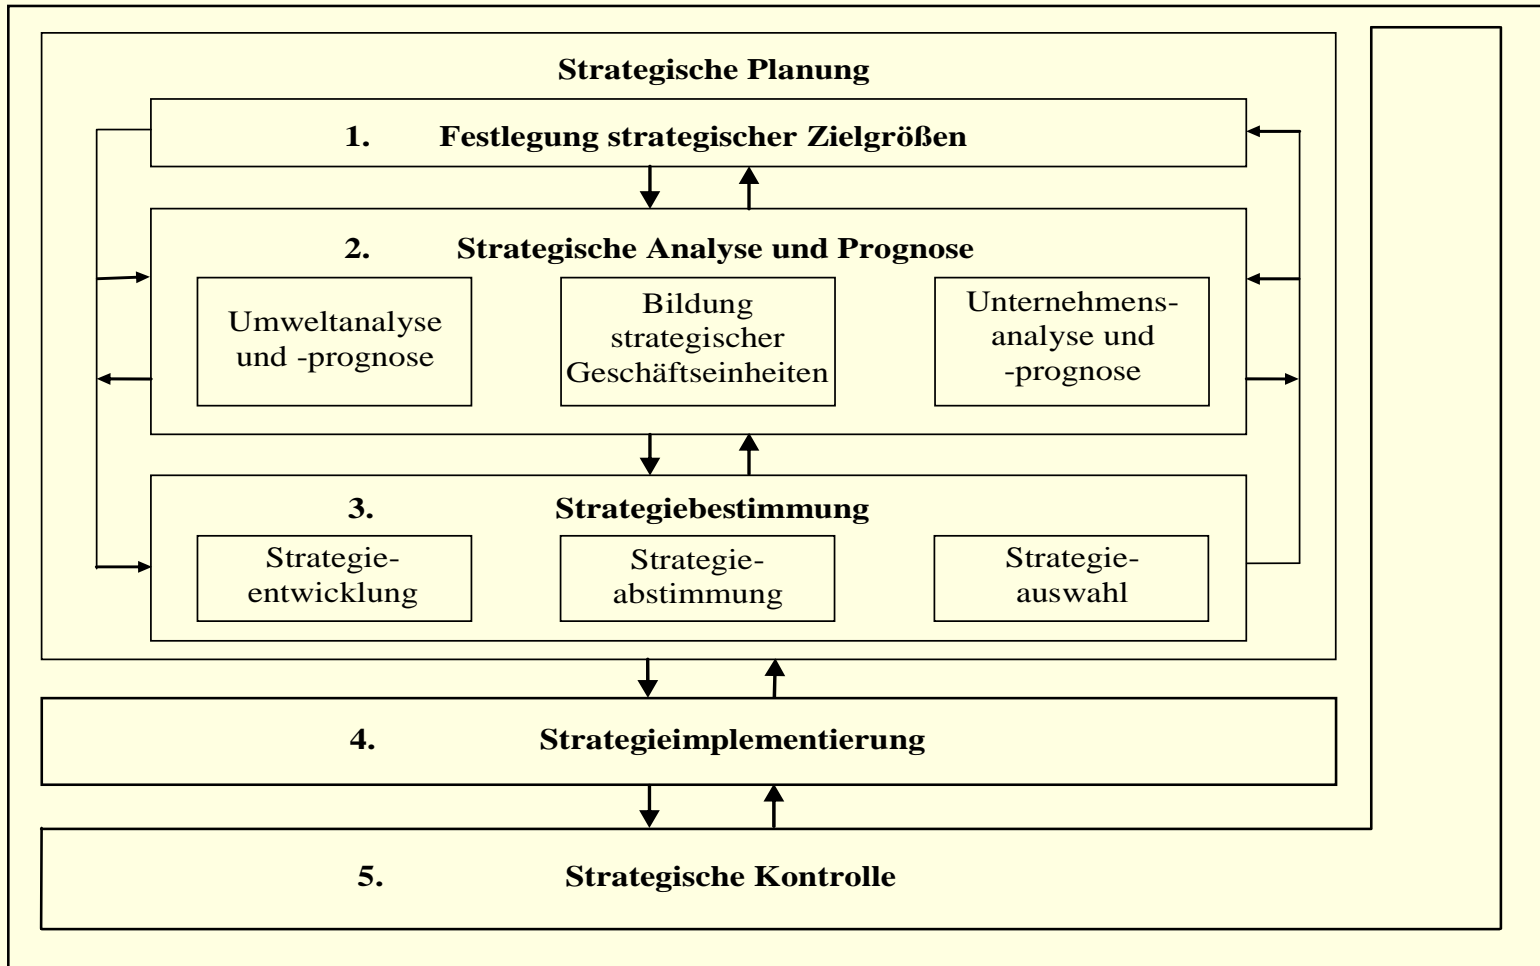 Strategische Planung
1. Festlegung strategischer Zielgrößen
2. Strategische Analyse und Prognose
Umweltanalyse
und -prognose
Bildung
strategischer
Geschäftseinheiten
Unternehmens-
analyse und
-prognose
3. Strategiebestimmung
Strategie-
entwicklung
Strategie-
abstimmung
Strategie-
auswahl
4. Strategieimplementierung
5. Strategische Kontrolle